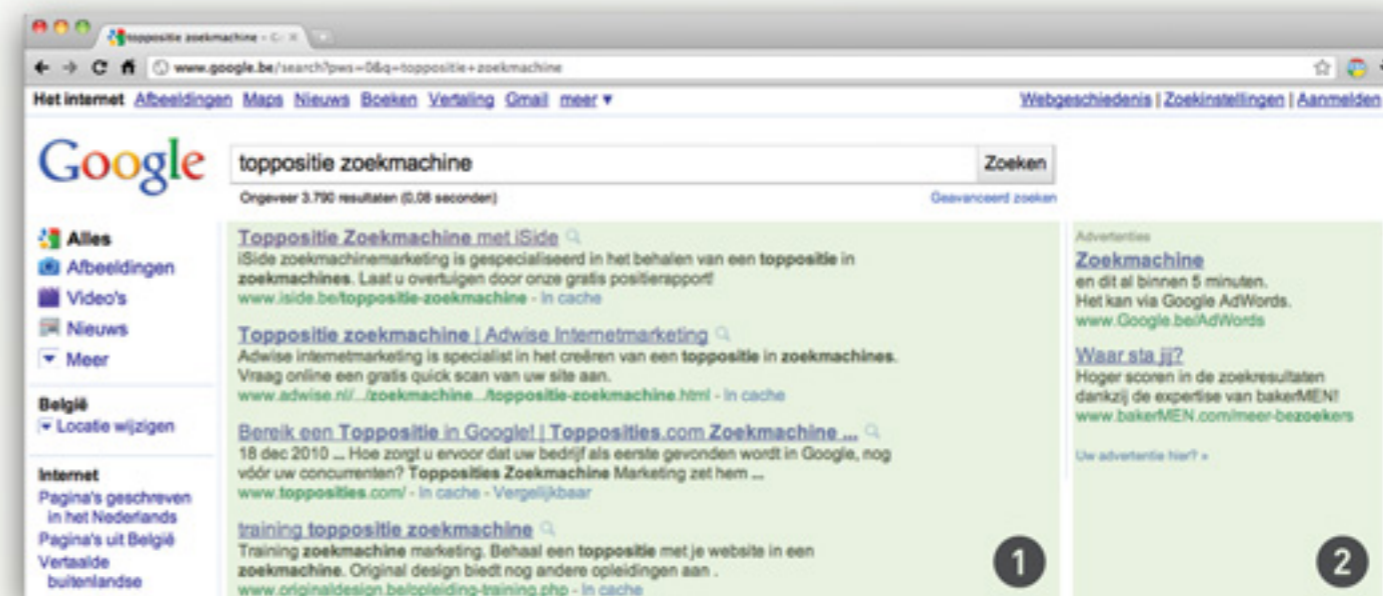 toppositie zoekmachine - G
www.google.be/search?pws=0&q=toppositie+zoekmachine
Het internet Afbeeldingen Maps Nieuws Boeken Vertaling Gmail meer ▼
Webgeschiedenis | Zoekinstellingen | Aanmelden
Google
toppositie zoekmachine
Zoeken
Ongeveer 3.790 resultaten (0,08 seconden)
Geavanceerd zoeken
Alles
Afbeeldingen
Video's
Nieuws
Meer
België
Locatie wijzigen
Internet
Pagina's geschreven
in het Nederlands
Pagina's uit België
Vertaalde
buitenlandse
Toppositie Zoekmachine met iSide
iSide zoekmachinemarketing is gespecialiseerd in het behalen van een toppositie in
zoekmachines. Laat u overtuigen door onze gratis positierapport!
www.iside.be/toppositie-zoekmachine - In cache
Toppositie zoekmachine | Adwise Internetmarketing
Adwise internetmarketing is specialist in het creëren van een toppositie in zoekmachines.
Vraag online een gratis quick scan van uw site aan.
www.adwise.nl/.../zoekmachine.../toppositie-zoekmachine.html - In cache
Bereik een Toppositie in Google! | Topposities.com Zoekmachine ...
18 dec 2010 ... Hoe zorgt u ervoor dat uw bedrijf als eerste gevonden wordt in Google, nog
vóór uw concurrenten? Topposities Zoekmachine Marketing zet hem ...
www.topposities.com/ - In cache - Vergelijkbaar
training toppositie zoekmachine
Training zoekmachine marketing. Behaal een toppositie met je website in een
zoekmachine. Original design biedt nog andere opleidingen aan .
www.originaldesign.be/opleiding-training.php - In cache
1
Advertenties
Zoekmachine
en dit al binnen 5 minuten.
Het kan via Google AdWords.
www.Google.be/AdWords
Waar sta jij?
Hoger scoren in de zoekresultaten
dankzij de expertise van bakerMEN!
www.bakerMEN.com/meer-bezoekers
Uw advertentie hier? »
2